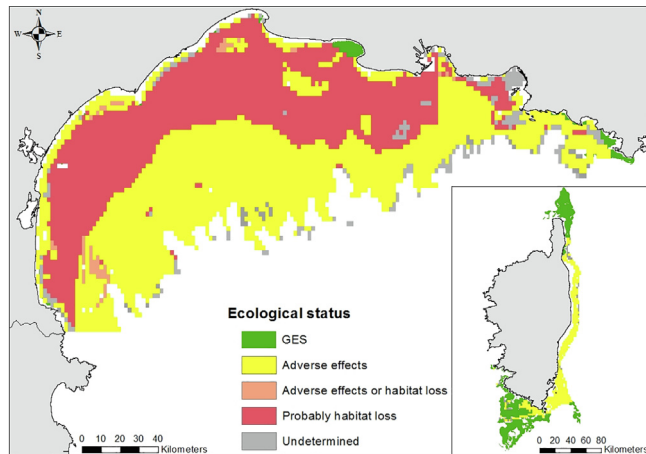 N
W E
S
Ecological status
GES
Adverse effects
Adverse effects or habitat loss
Probably habitat loss
Undetermined
0 10 20 30 40
Kilometers
0 20 40 60 80
Kilometers